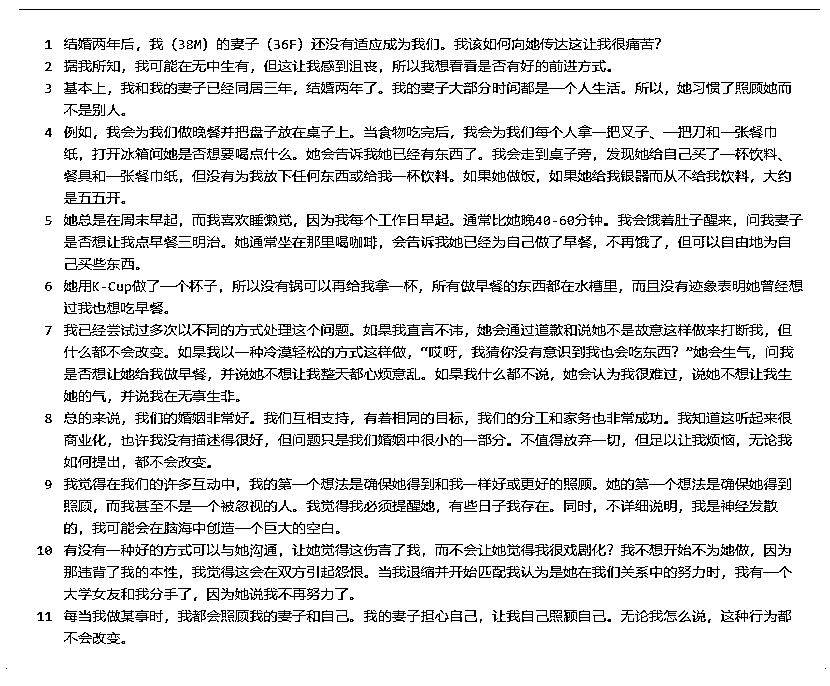 1 结婚两年后，我（38M）的妻子（36F）还没有适应成为我们。我该如何向她传达这让我很痛苦？
2 据我所知，我可能在无中生有，但这让我感到沮丧，所以我想看看是否有好的前进方式。
3 基本上，我和我的妻子已经同居三年，结婚两年了。我的妻子大部分时间都是一个人生活。所以，她习惯了照顾她而
不是别人。
4 例如，我会为我们做晚餐并把盘子放在桌子上。当食物吃完后，我会为我们每个人拿一把叉子、一把刀和一张餐巾
纸，打开冰箱问她是否想要喝点什么。她会告诉我她已经有东西了。我会走到桌子旁，发现她给自己买了一杯饮料、
餐具和一张餐巾纸，但没有为我放下任何东西或给我一杯饮料。如果她做饭，如果她给我银器而从不给我饮料，大约
是五五开。
5 她总是在周末早起，而我喜欢睡懒觉，因为我每个工作日早起。通常比她晚40-60分钟。我会饿着肚子醒来，问我妻子
是否想让我点早餐三明治。她通常坐在那里喝咖啡，会告诉我她已经为自己做了早餐，不再饿了，但可以自由地为自
己买些东西。
6 她用K-Cup做了一个杯子，所以没有锅可以再给我拿一杯，所有做早餐的东西都在水槽里，而且没有迹象表明她曾经想
过我也想吃早餐。
7 我已经尝试过多次以不同的方式处理这个问题。如果我直言不讳，她会通过道歉和说她不是故意这样做来打断我，但
什么都不会改变。如果我以一种冷漠轻松的方式这样做，“哎呀，我猜你没有意识到我也会吃东西？”她会生气，问我
是否想让她给我做早餐，并说她不想让我整天都心烦意乱。如果我什么都不说，她会认为我很难过，说她不想让我生
她的气，并说我在无事生非。
8 总的来说，我们的婚姻非常好。我们互相支持，有着相同的目标，我们的分工和家务也非常成功。我知道这听起来很
商业化，也许我没有描述得很好，但问题只是我们婚姻中很小的一部分。不值得放弃一切，但足以让我烦恼，无论我
如何提出，都不会改变。
9 我觉得在我们的许多互动中，我的第一个想法是确保她得到和我一样好或更好的照顾。她的第一个想法是确保她得到
照顾，而我甚至不是一个被忽视的人。我觉得我必须提醒她，有些日子我存在。同时，不详细说明，我是神经发散
的，我可能会在脑海中创造一个巨大的空白。
10 有没有一种好的方式可以与她沟通，让她觉得这伤害了我，而不会让她觉得我很戏剧化？我不想开始不为她做，因为
那违背了我的本性，我觉得这会在双方引起怨恨。当我退缩并开始匹配我认为是她在我们关系中的努力时，我有一个
大学女友和我分手了，因为她说我不再努力了。
11 每当我做某事时，我都会照顾我的妻子和自己。我的妻子担心自己，让我自己照顾自己。无论我怎么说，这种行为都
不会改变。